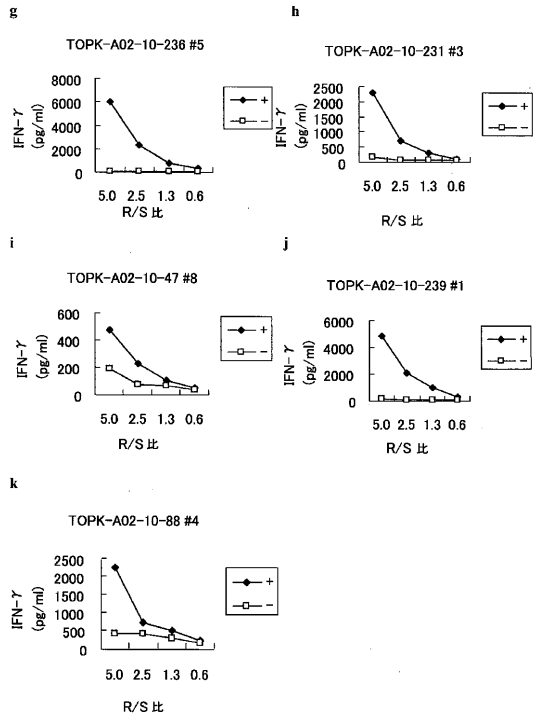 g
TOPK-A02-10-236 #5
8000
6000
4000
2000
0
IFN-γ
(pg/ml)
5.0 2.5 1.3 0.6
R/S 比
+
−
h
TOPK-A02-10-231 #3
2500
2000
1500
1000
500
0
IFN-γ
(pg/ml)
5.0 2.5 1.3 0.6
R/S 比
+
−
i
TOPK-A02-10-47 #8
600
400
200
0
IFN-γ
(pg/ml)
5.0 2.5 1.3 0.6
R/S 比
+
−
j
TOPK-A02-10-239 #1
6000
4000
2000
0
IFN-γ
(pg/ml)
5.0 2.5 1.3 0.6
R/S 比
+
−
k
TOPK-A02-10-88 #4
2500
2000
1500
1000
500
0
IFN-γ
(pg/ml)
5.0 2.5 1.3 0.6
R/S 比
+
−